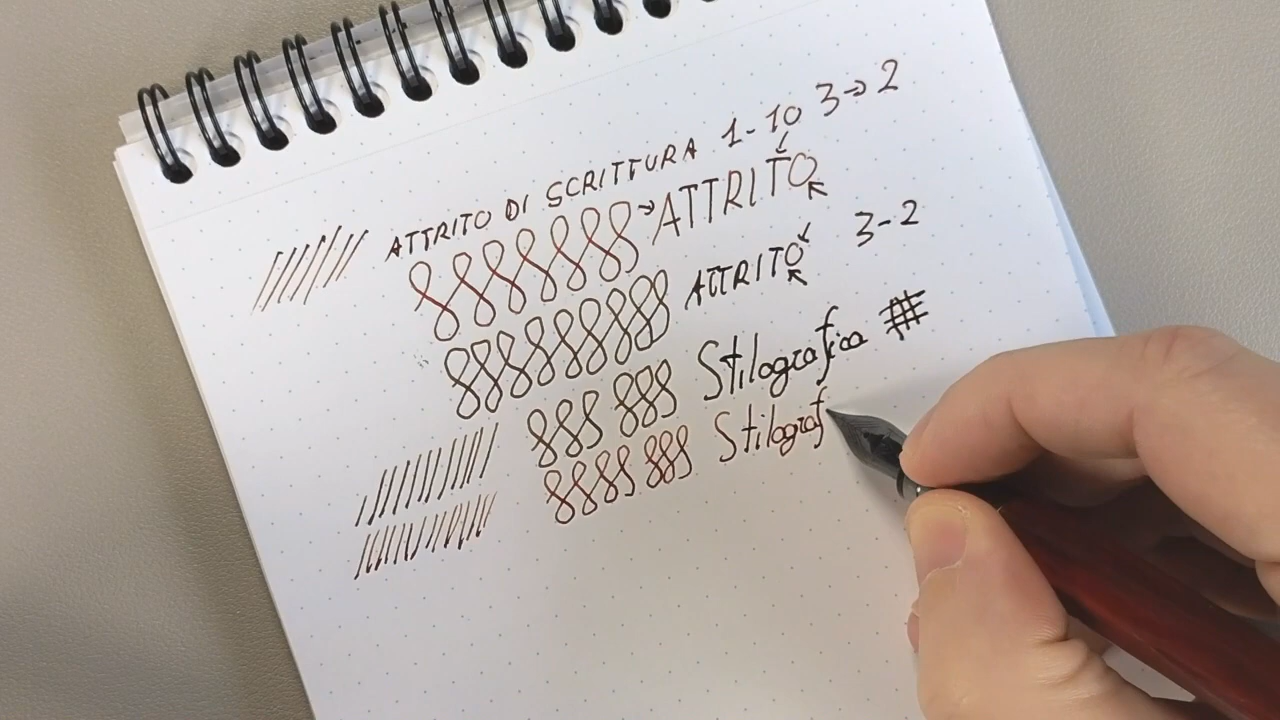 ATTRITO DI SCRITTURA 1-10 3→2
→ATTRITO
ATTRITO 3-2
Stilografica #
Stilograf